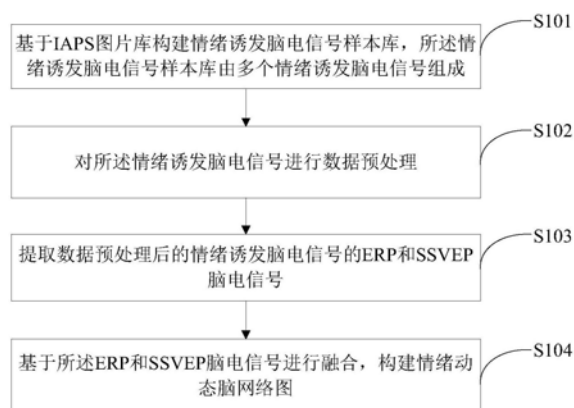 S101
基于IAPS图片库构建情绪诱发脑电信号样本库，所述情
绪诱发脑电信号样本库由多个情绪诱发脑电信号组成
S102
对所述情绪诱发脑电信号进行数据预处理
S103
提取数据预处理后的情绪诱发脑电信号的ERP和SSVEP
脑电信号
S104
基于所述ERP和SSVEP脑电信号进行融合，构建情绪动
态脑网络图